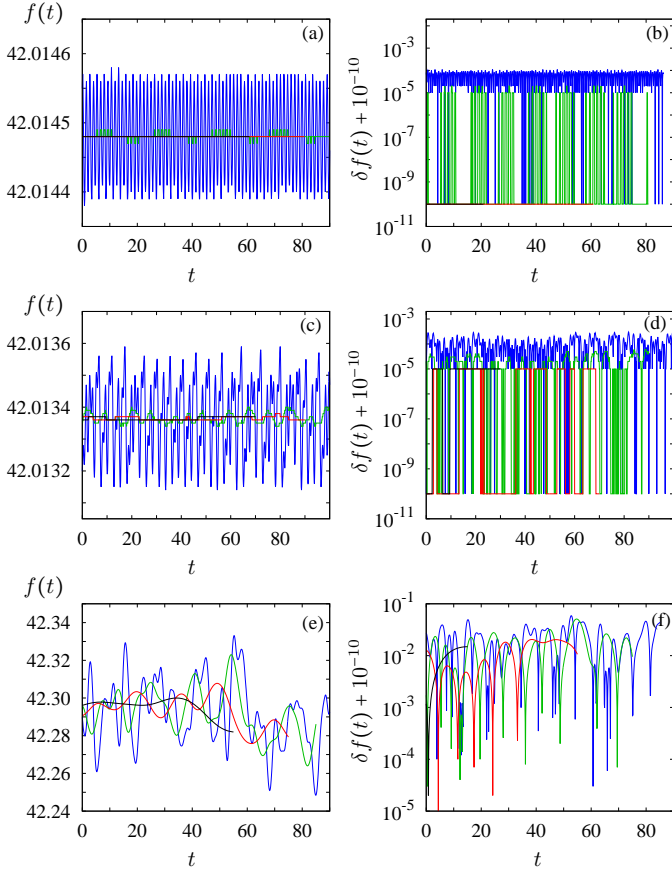 f(t)
(a)
42.0146
42.0145
42.0144
0 20 40 60 80
t
(b)
δf(t) + 10⁻¹⁰
10⁻³
10⁻⁵
10⁻⁷
10⁻⁹
10⁻¹¹
0 20 40 60 80
t
f(t)
(c)
42.0136
42.0134
42.0132
0 20 40 60 80
t
(d)
δf(t) + 10⁻¹⁰
10⁻³
10⁻⁵
10⁻⁷
10⁻⁹
10⁻¹¹
0 20 40 60 80
t
f(t)
(e)
42.34
42.32
42.30
42.28
42.26
42.24
0 20 40 60 80
t
(f)
δf(t) + 10⁻¹⁰
10⁻¹
10⁻²
10⁻³
10⁻⁴
10⁻⁵
0 20 40 60 80
t